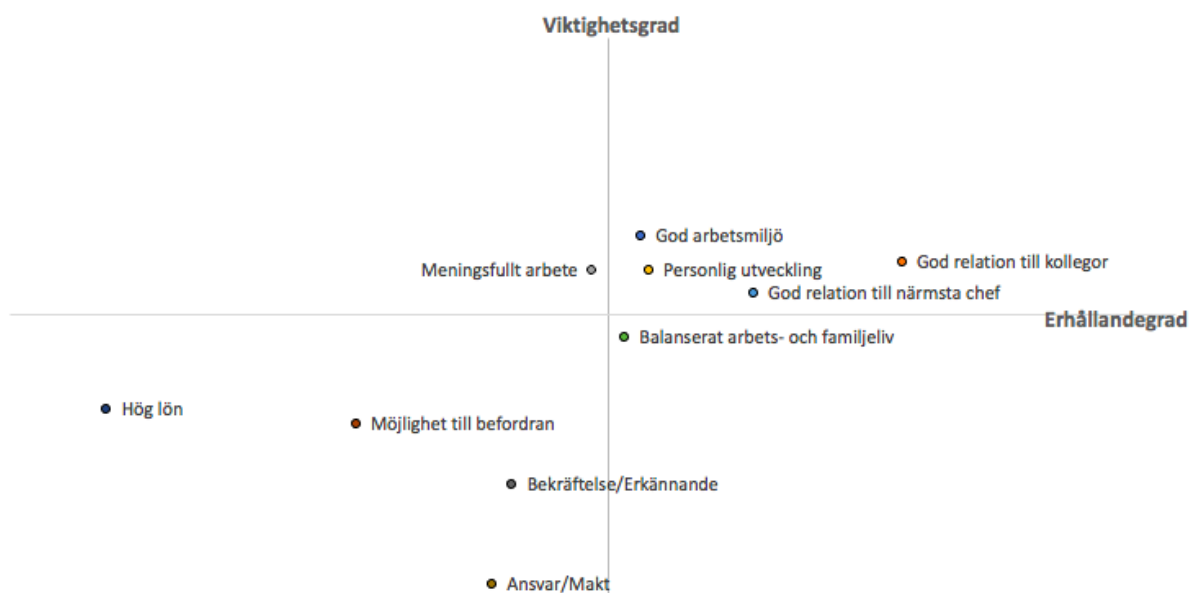 Viktighetsgrad
God arbetsmiljö
God relation till kollegor
Meningsfullt arbete
Personlig utveckling
God relation till närmsta chef
Erhållandegrad
Balanserat arbets- och familjeliv
Hög lön
Möjlighet till befordran
Bekräftelse/Erkännande
Ansvar/Makt